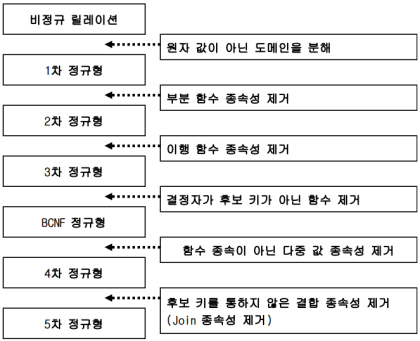 비정규 릴레이션
원자 값이 아닌 도메인을 분해
1차 정규형
부분 함수 종속성 제거
2차 정규형
이행 함수 종속성 제거
3차 정규형
결정자가 후보 키가 아닌 함수 제거
BCNF 정규형
함수 종속이 아닌 다중 값 종속성 제거
4차 정규형
후보 키를 통하지 않은 결합 종속성 제거
(Join 종속성 제거)
5차 정규형